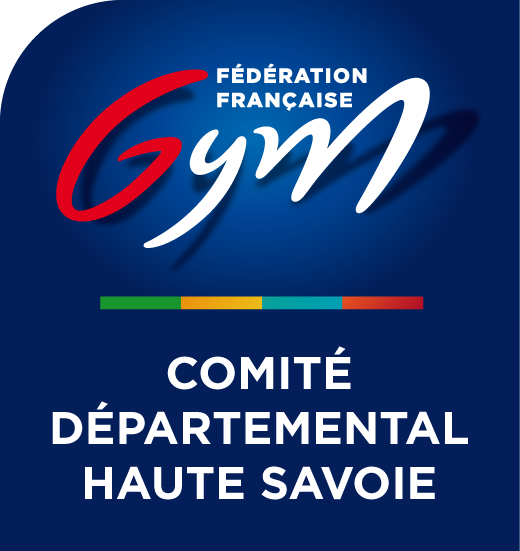 FÉDÉRATION
FRANÇAISE
Gym
COMITÉ
DÉPARTEMENTAL
HAUTE SAVOIE